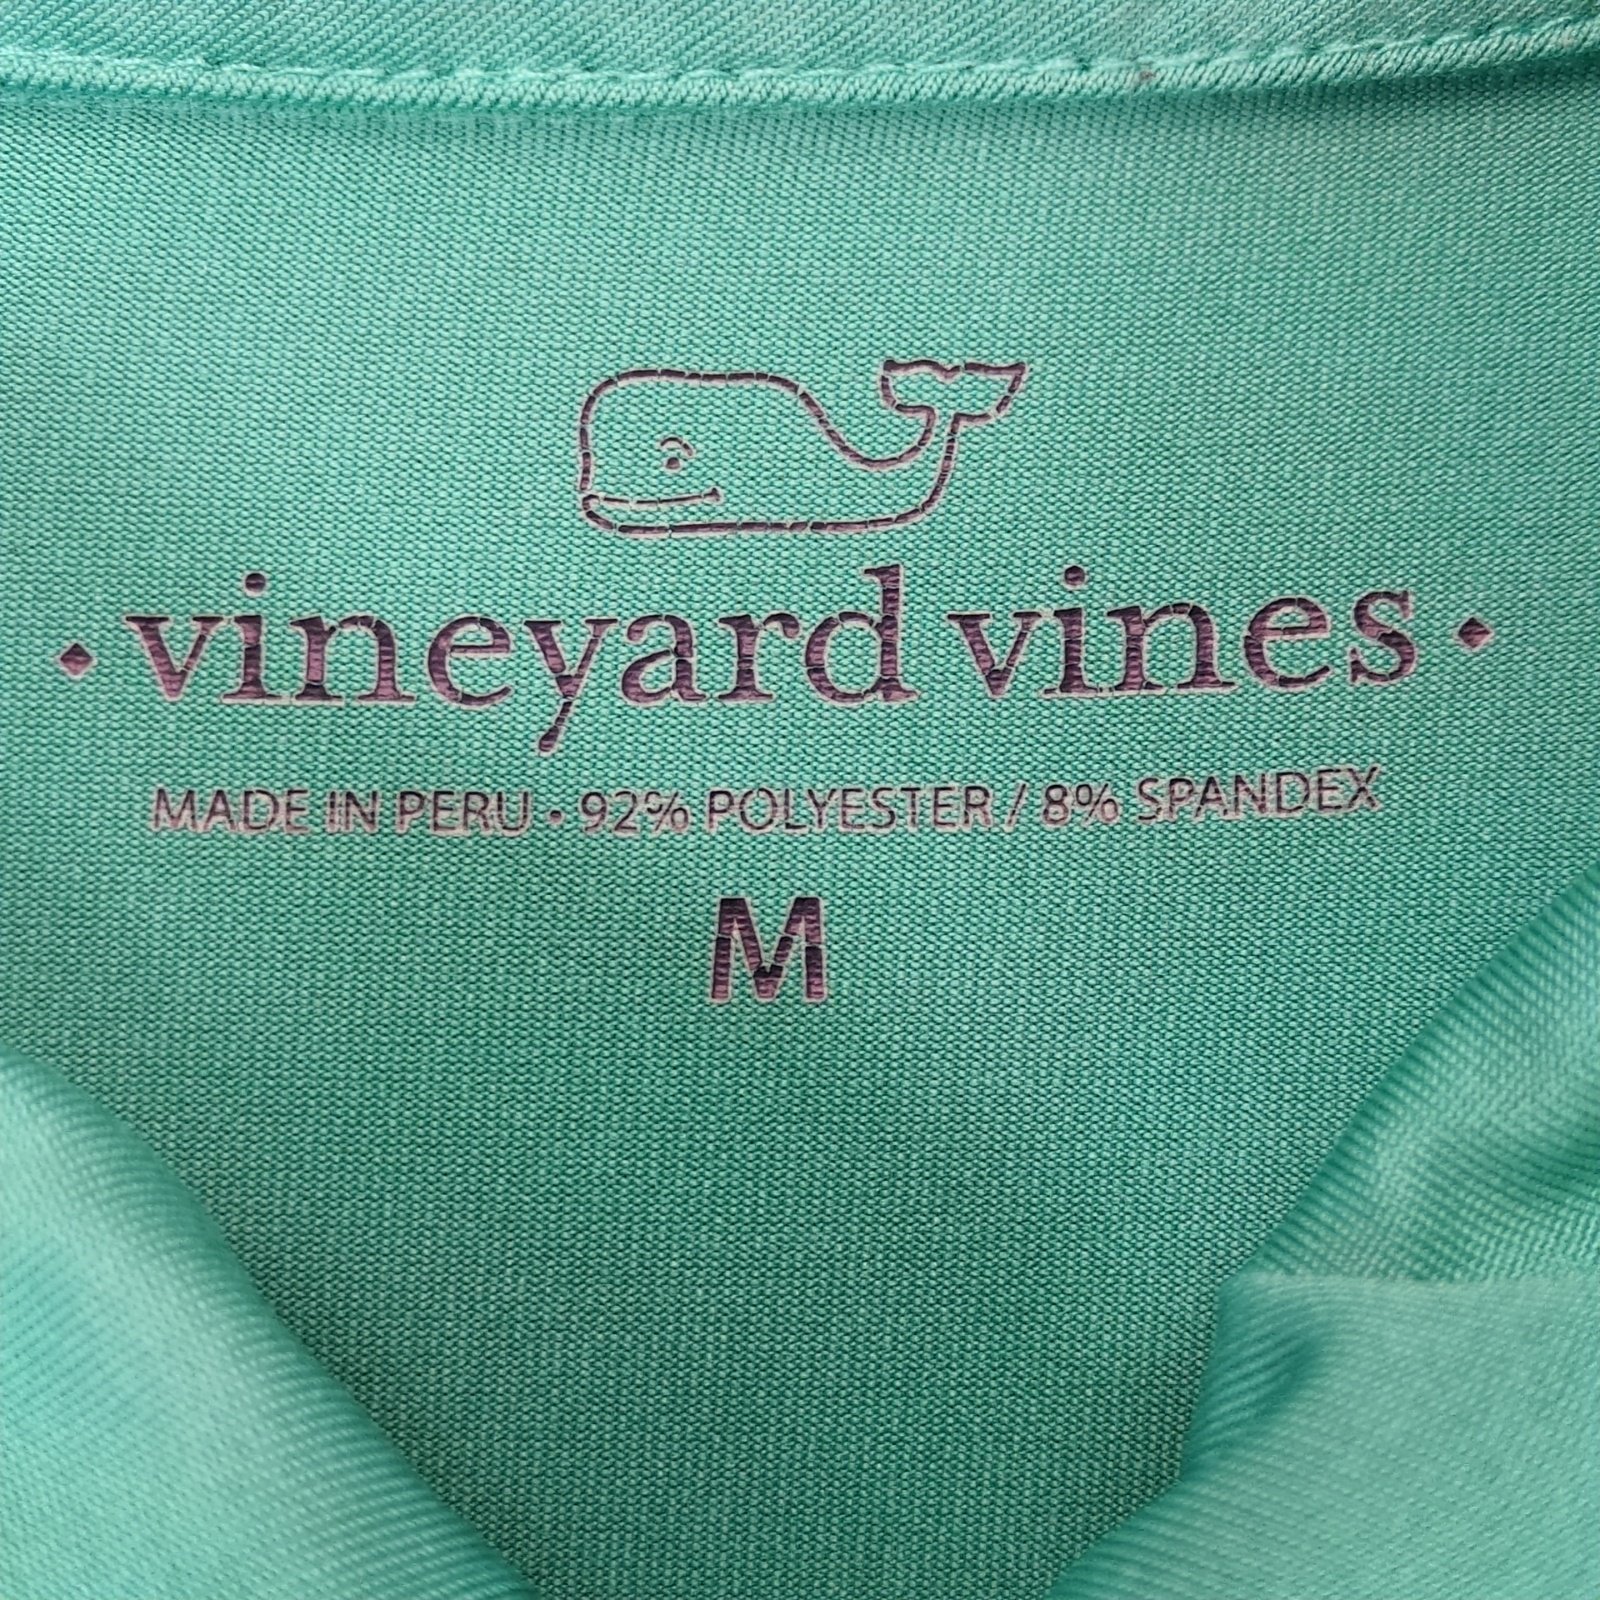 • vineyard vines •
MADE IN PERU • 92% POLYESTER / 8% SPANDEX
M